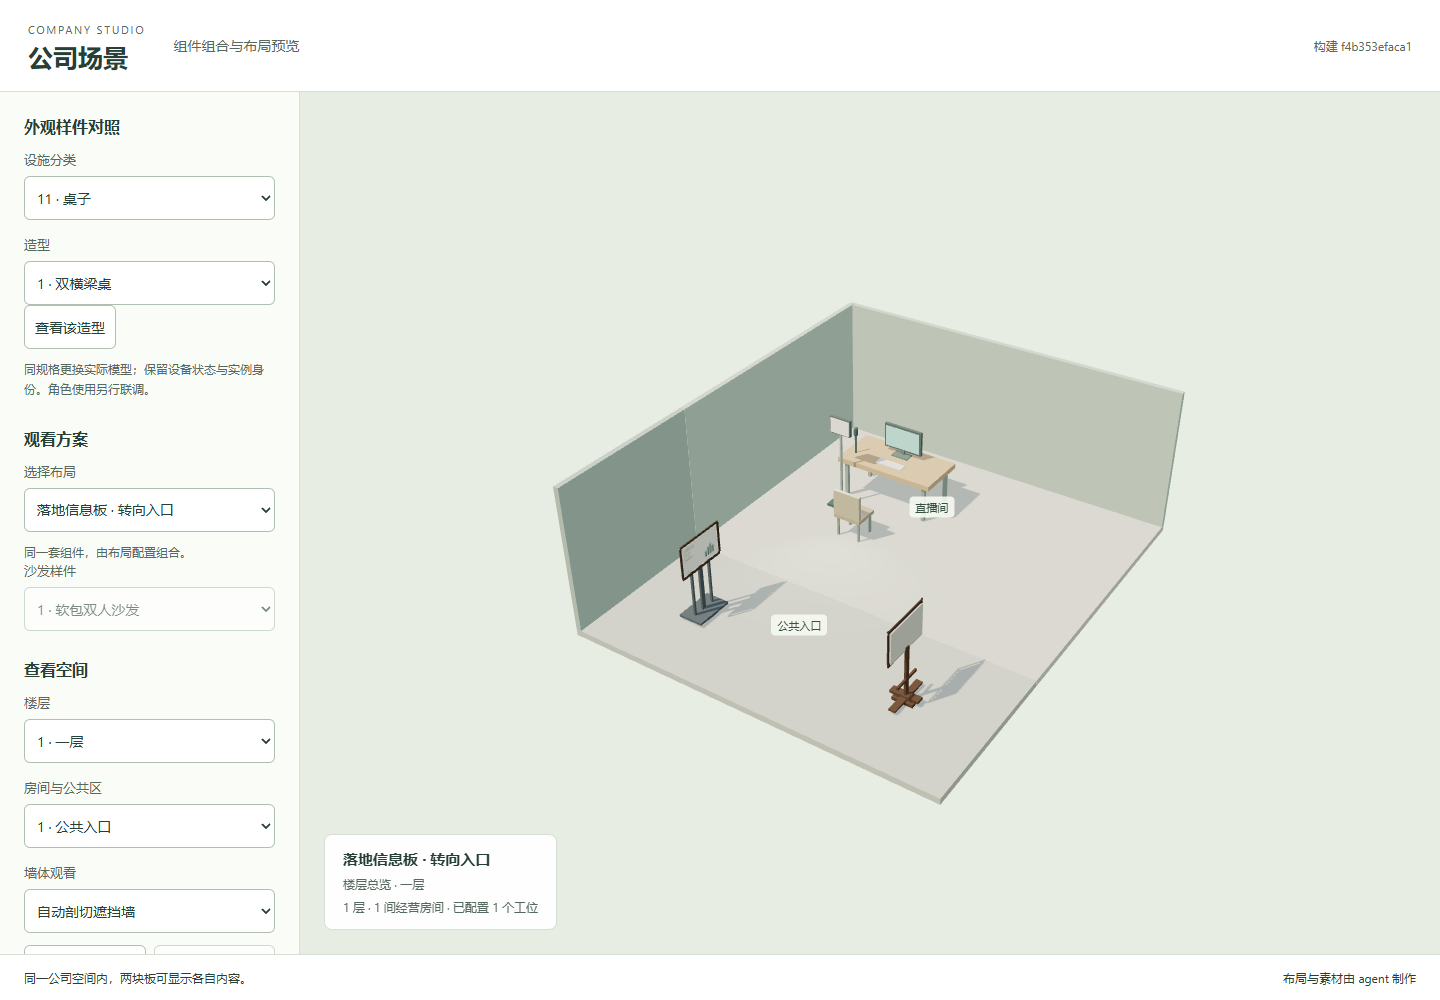 COMPANY STUDIO
公司场景
组件组合与布局预览
构建 f4b353efaca1
外观样件对照
设施分类
11 · 桌子
造型
1 · 双横梁桌
查看该造型
同规格更换实际模型；保留设备状态与实例身
份。角色使用另行联调。
观看方案
选择布局
落地信息板 · 转向入口
同一套组件，由布局配置组合。
沙发样件
1 · 软包双人沙发
查看空间
楼层
1 · 一层
房间与公共区
1 · 公共入口
墙体观看
自动剖切遮挡墙
直播间
公共入口
落地信息板 · 转向入口
楼层总览 · 一层
1 层 · 1 间经营房间 · 已配置 1 个工位
同一公司空间内，两块板可显示各自内容。
布局与素材由 agent 制作